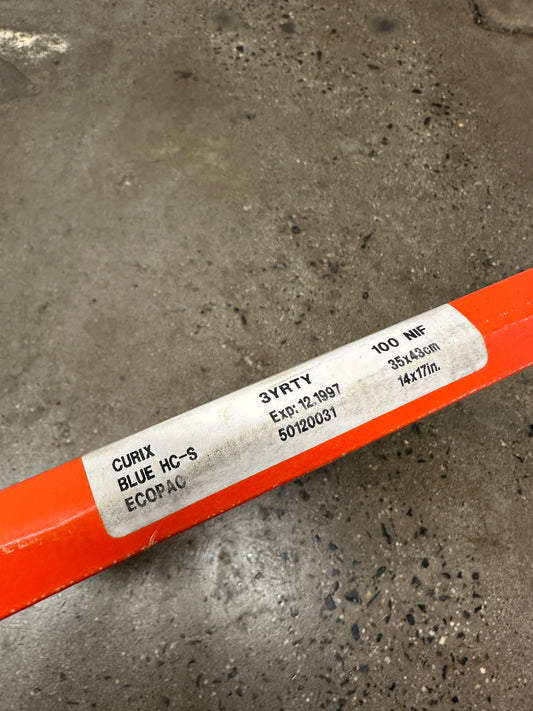 CURIX
BLUE HC-S
ECOPAC
3YRTY
Exp: 12.1997
50120031
100 NIF
35x43cm
14x17in.